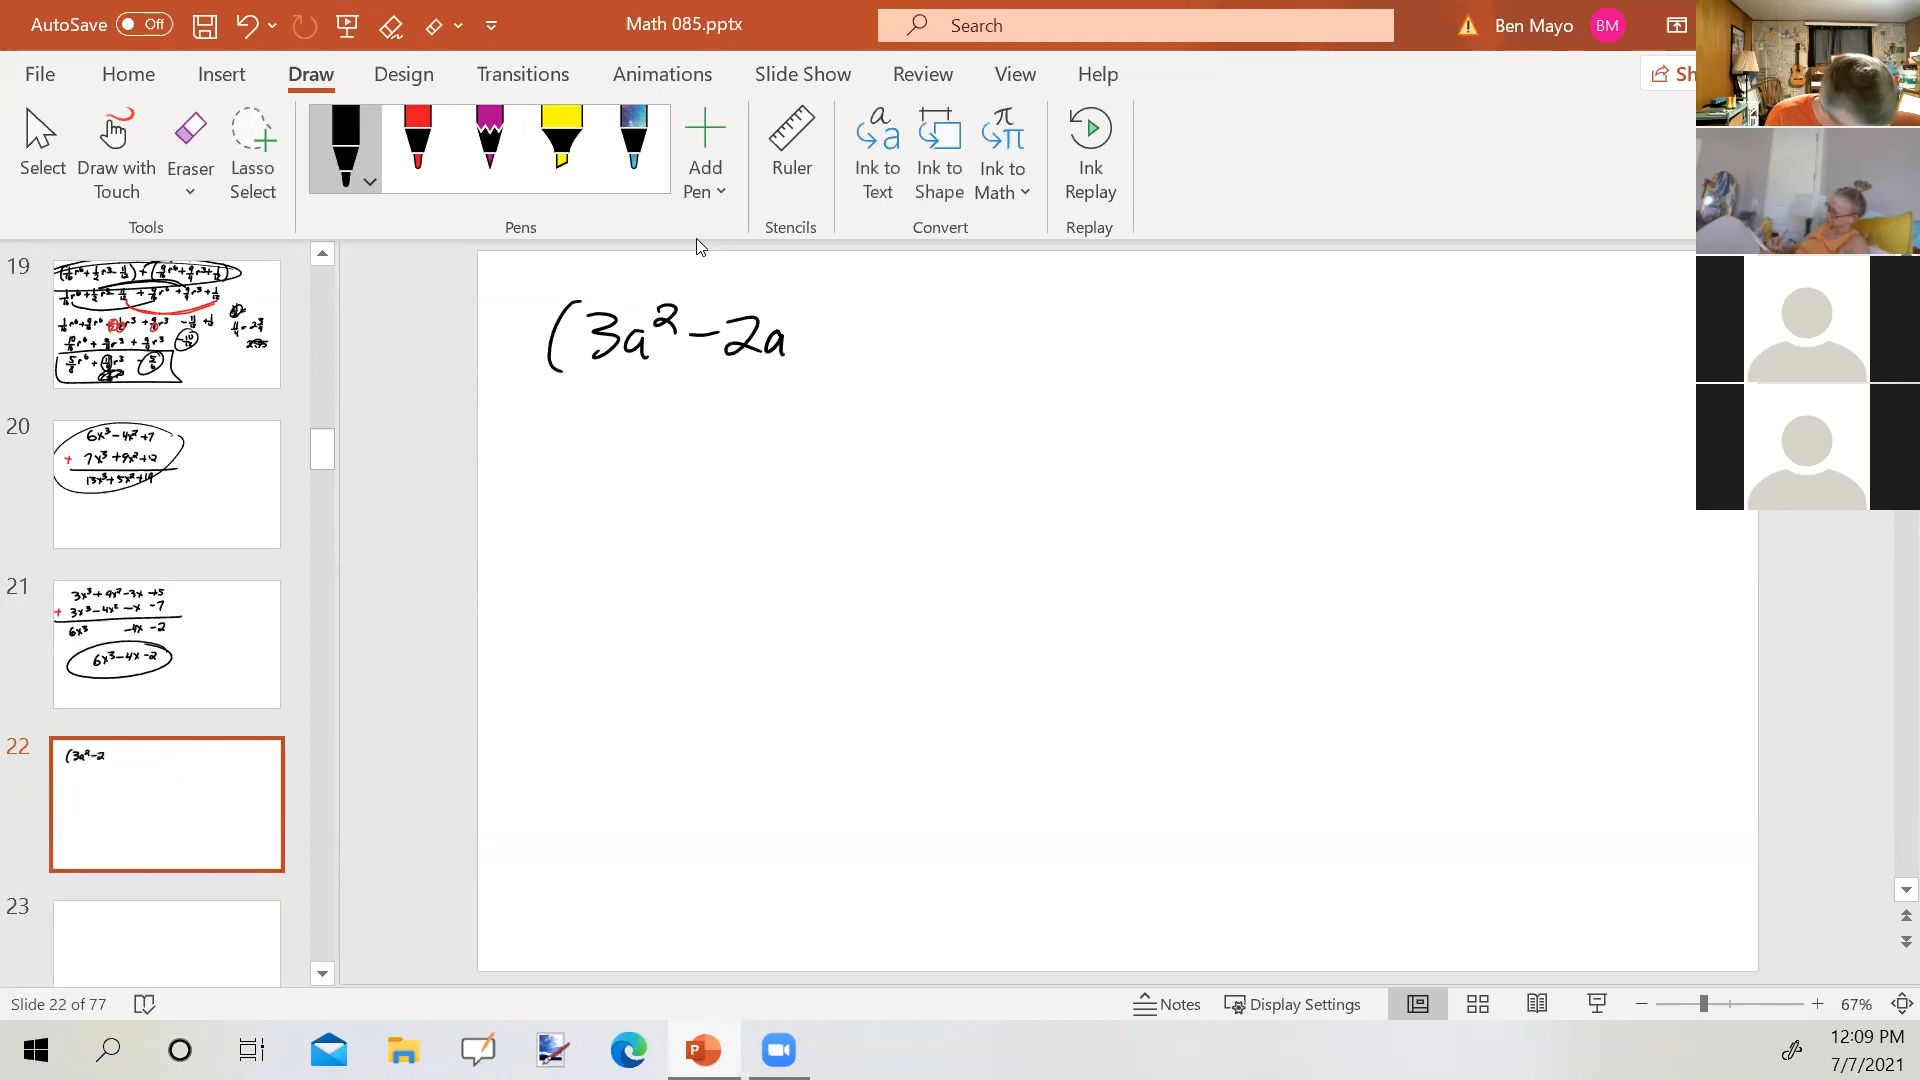 AutoSave Off Math 085.pptx Search Ben Mayo BM
File Home Insert Draw Design Transitions Animations Slide Show Review View Help Sh
Select Draw with Touch Eraser Lasso Select Add Pen Ruler Ink to Text Ink to Shape Ink to Math Ink Replay
Tools Pens Stencils Convert Replay
19
(3a² - 2a
20
6x³ - 4x² + 7
+ 7x³ + 9x² + 12
13x³ + 5x² + 19
21
3x³ + 4x² - 3x + 5
+ 3x³ - 4x² - x - 7
6x³ - 4x - 2
6x³ - 4x - 2
22
(3a² - 2
23
Slide 22 of 77 Notes Display Settings 67%
12:09 PM
7/7/2021